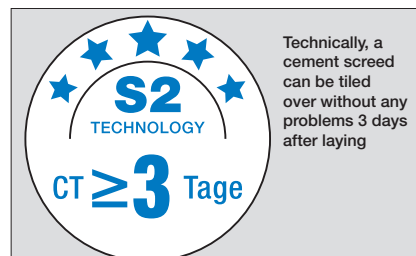 S2
TECHNOLOGY
CT ≥3 Tage
Technically, a
cement screed
can be tiled
over without any
problems 3 days
after laying